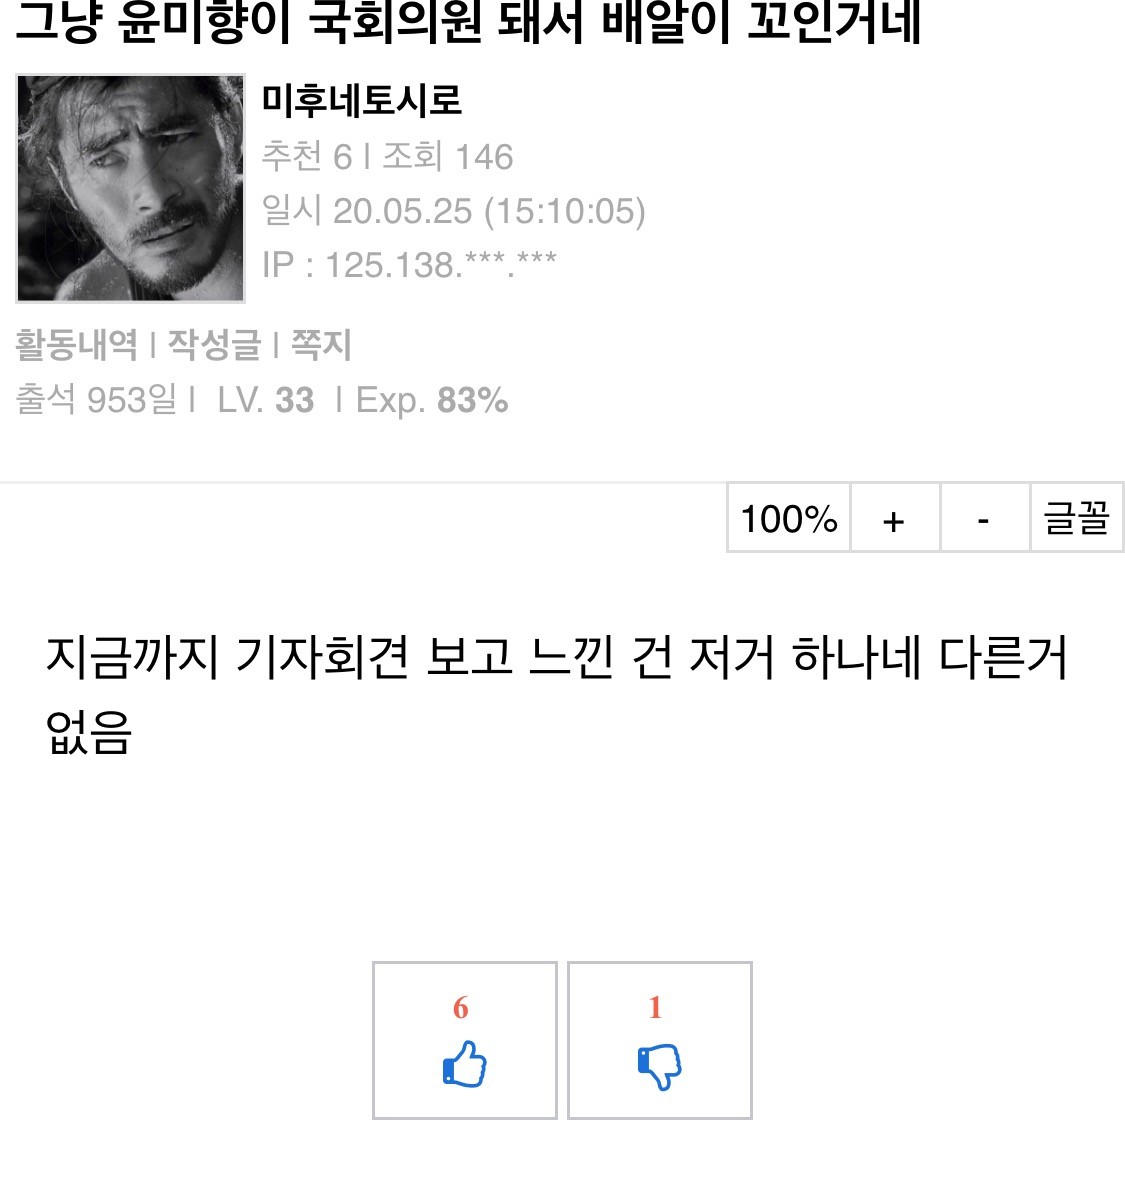 그냥 윤미향이 국회의원 돼서 배알이 꼬인거네
미후네토시로
추천 6 | 조회 146
일시 20.05.25 (15:10:05)
IP : 125.138.***.***
활동내역 | 작성글 | 쪽지
출석 953일 | LV. 33 | Exp. 83%
100% + - 글꼴
지금까지 기자회견 보고 느낀 건 저거 하나네 다른거
없음
6 1